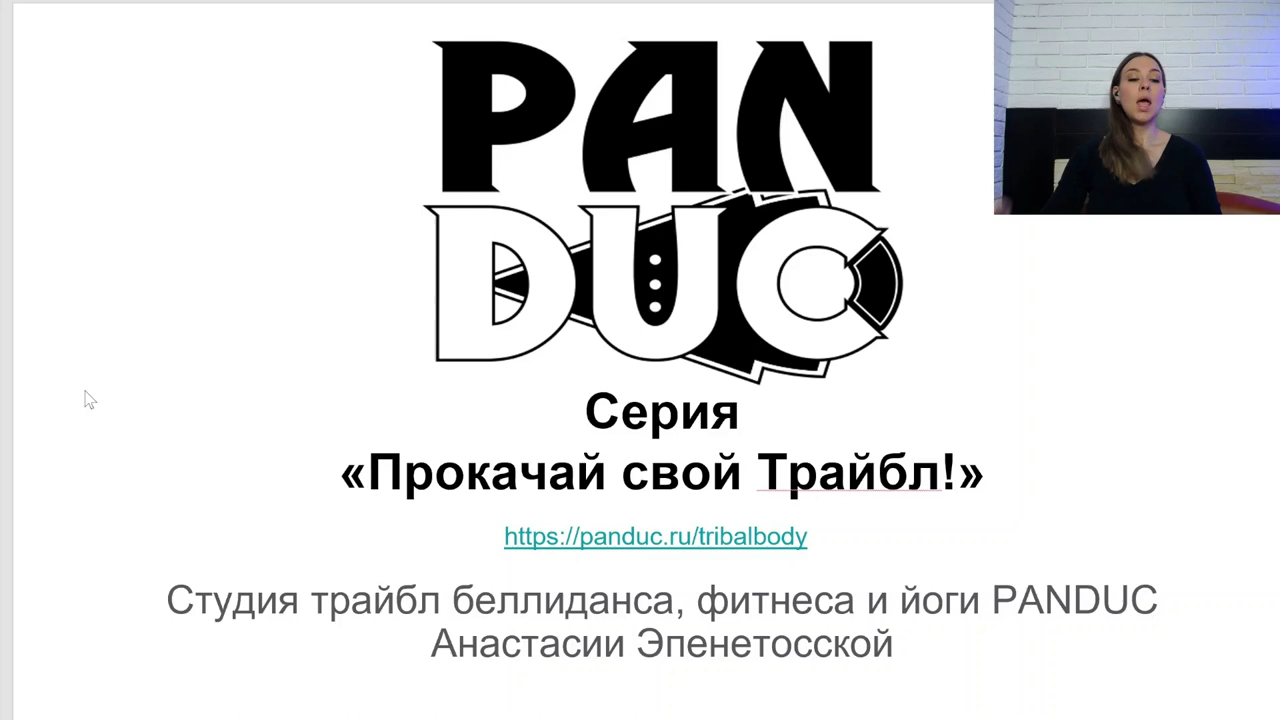 PAN
DUC
Серия
«Прокачай свой Трайбл!»
https://panduc.ru/tribalbody
Студия трайбл беллиданса, фитнеса и йоги PANDUC
Анастасии Эпенетосской